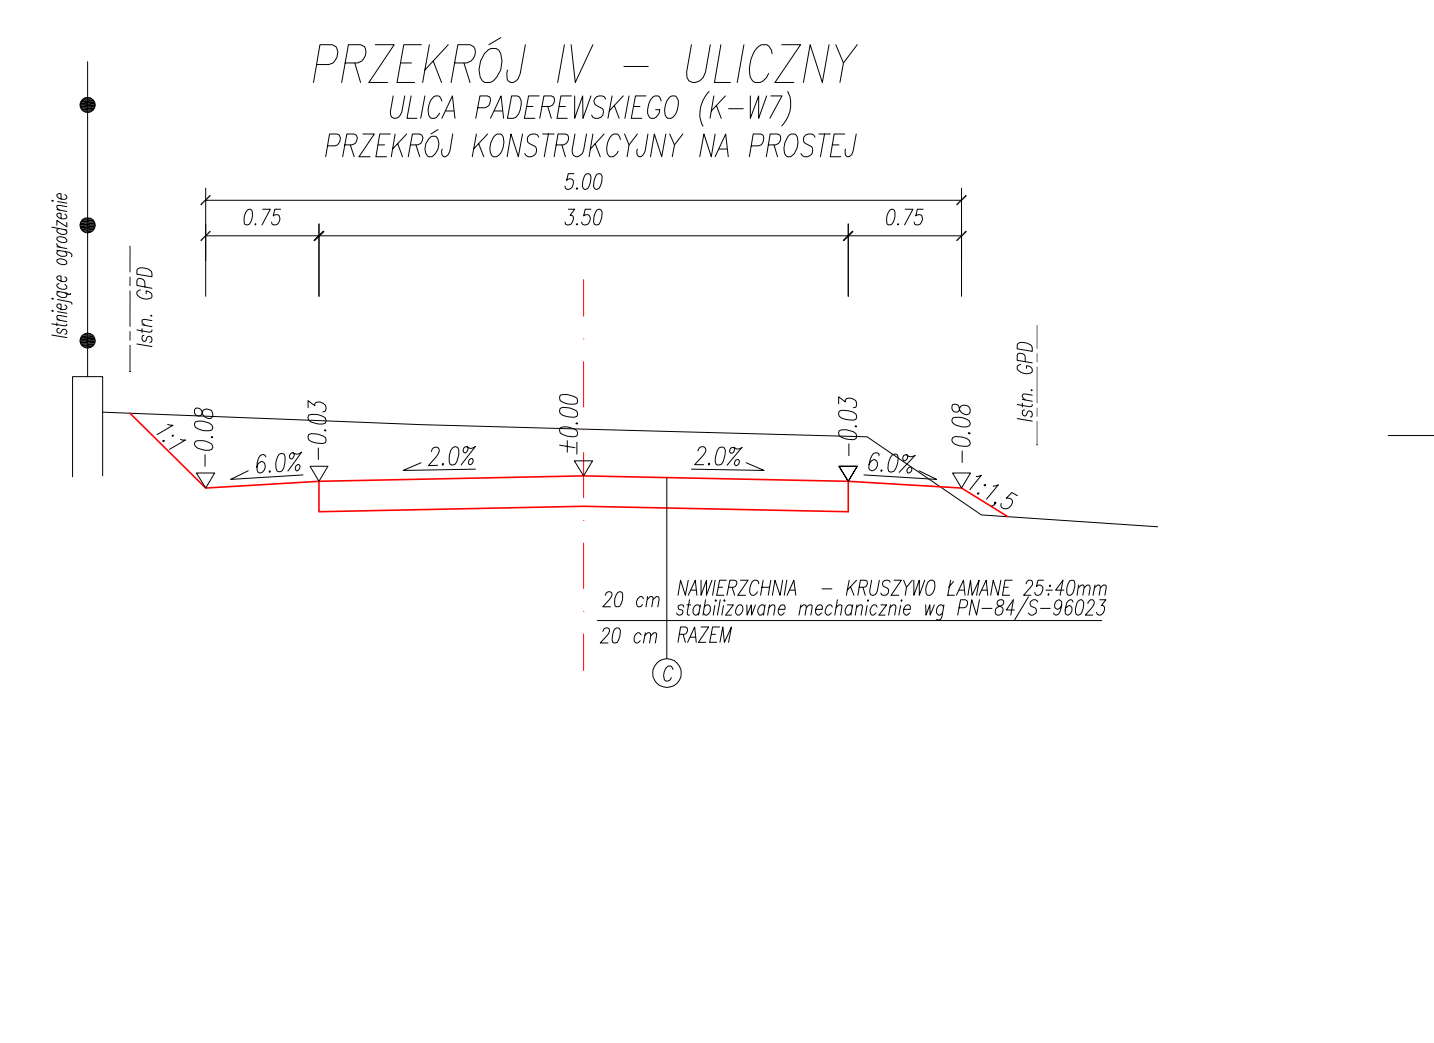 PRZEKRÓJ IV – ULICZNY
ULICA PADEREWSKIEGO (K–W7)
PRZEKRÓJ KONSTRUKCYJNY NA PROSTEJ
5.00
0.75
3.50
0.75
Istniejące ogrodzenie
Istn. GPD
Istn. GPD
–0.08
–0.03
±0.00
–0.03
–0.08
1:1
6.0%
2.0%
2.0%
6.0%
1:1,5
20 cm NAWIERZCHNIA – KRUSZYWO ŁAMANE 25÷40mm
stabilizowane mechanicznie wg PN–84/S–96023
20 cm RAZEM
C